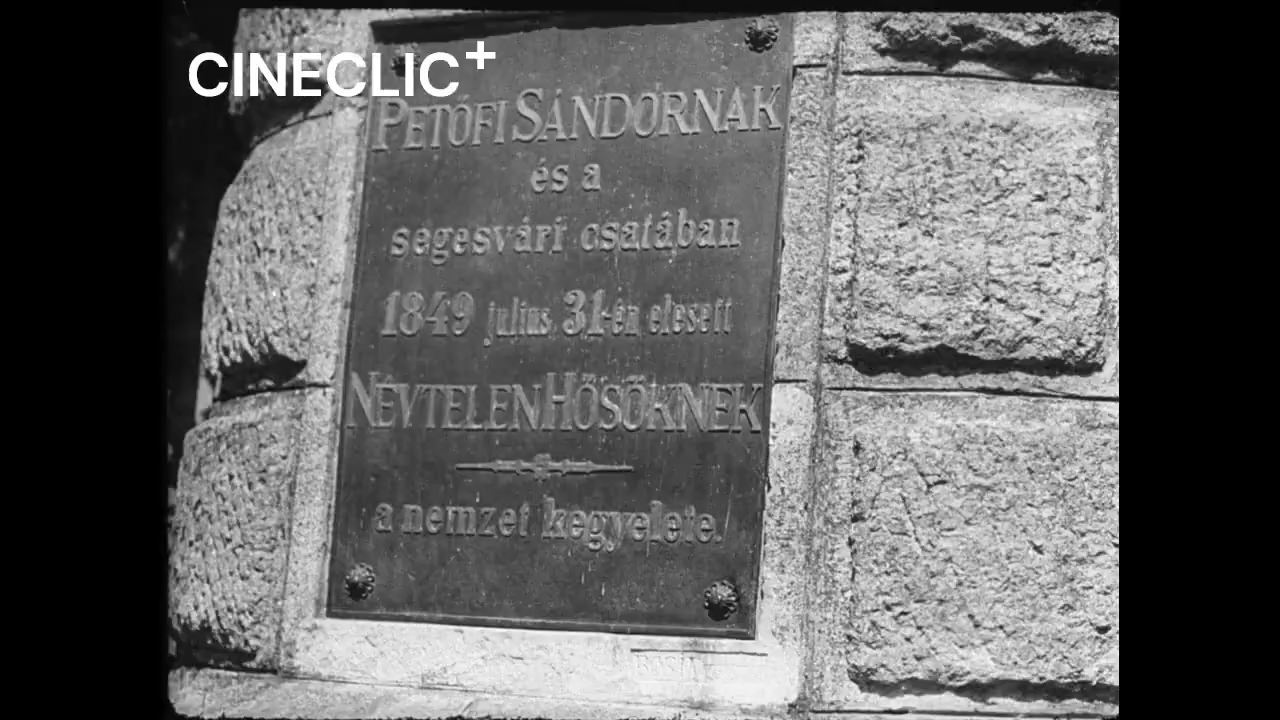 CINECLIC+
PETŐFI SÁNDORNAK
és a
segesvári csatában
1849 julius 31-én elesett
NÉVTELEN HŐSÖKNEK
a nemzet kegyelete.